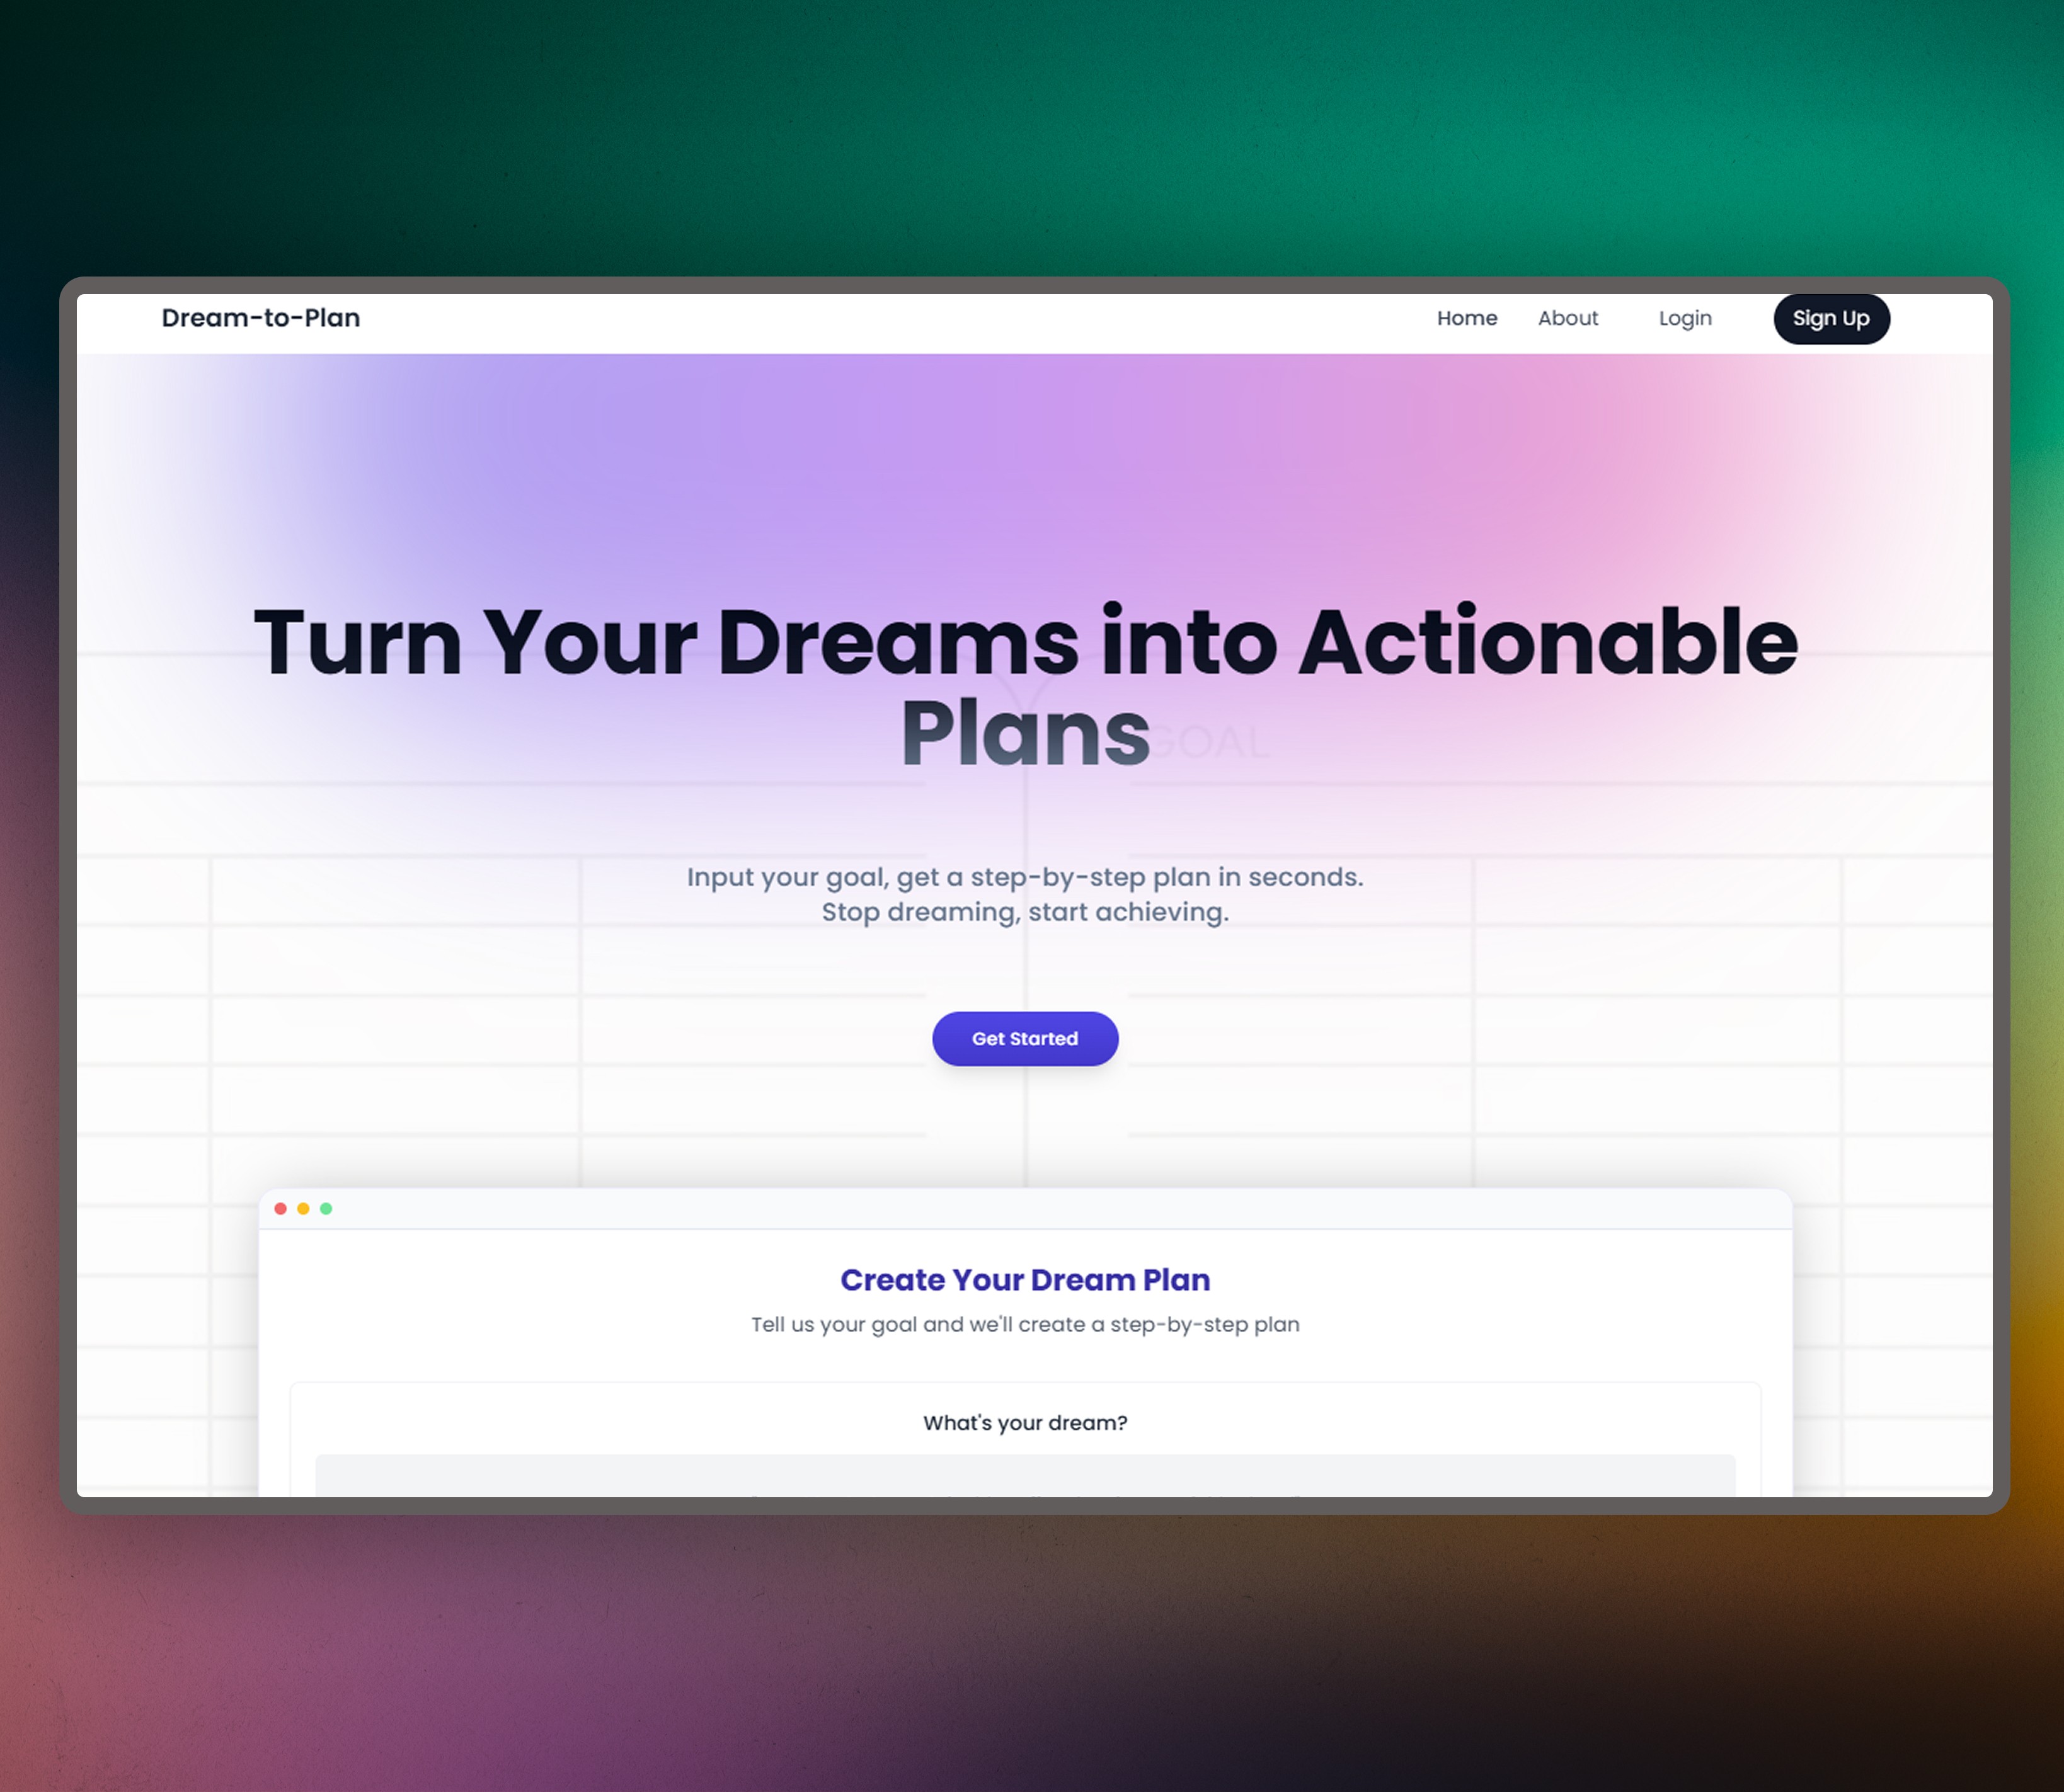 Dream-to-Plan
Home About Login Sign Up
Turn Your Dreams into Actionable
Plans
GOAL
Input your goal, get a step-by-step plan in seconds.
Stop dreaming, start achieving.
Get Started
Create Your Dream Plan
Tell us your goal and we'll create a step-by-step plan
What's your dream?